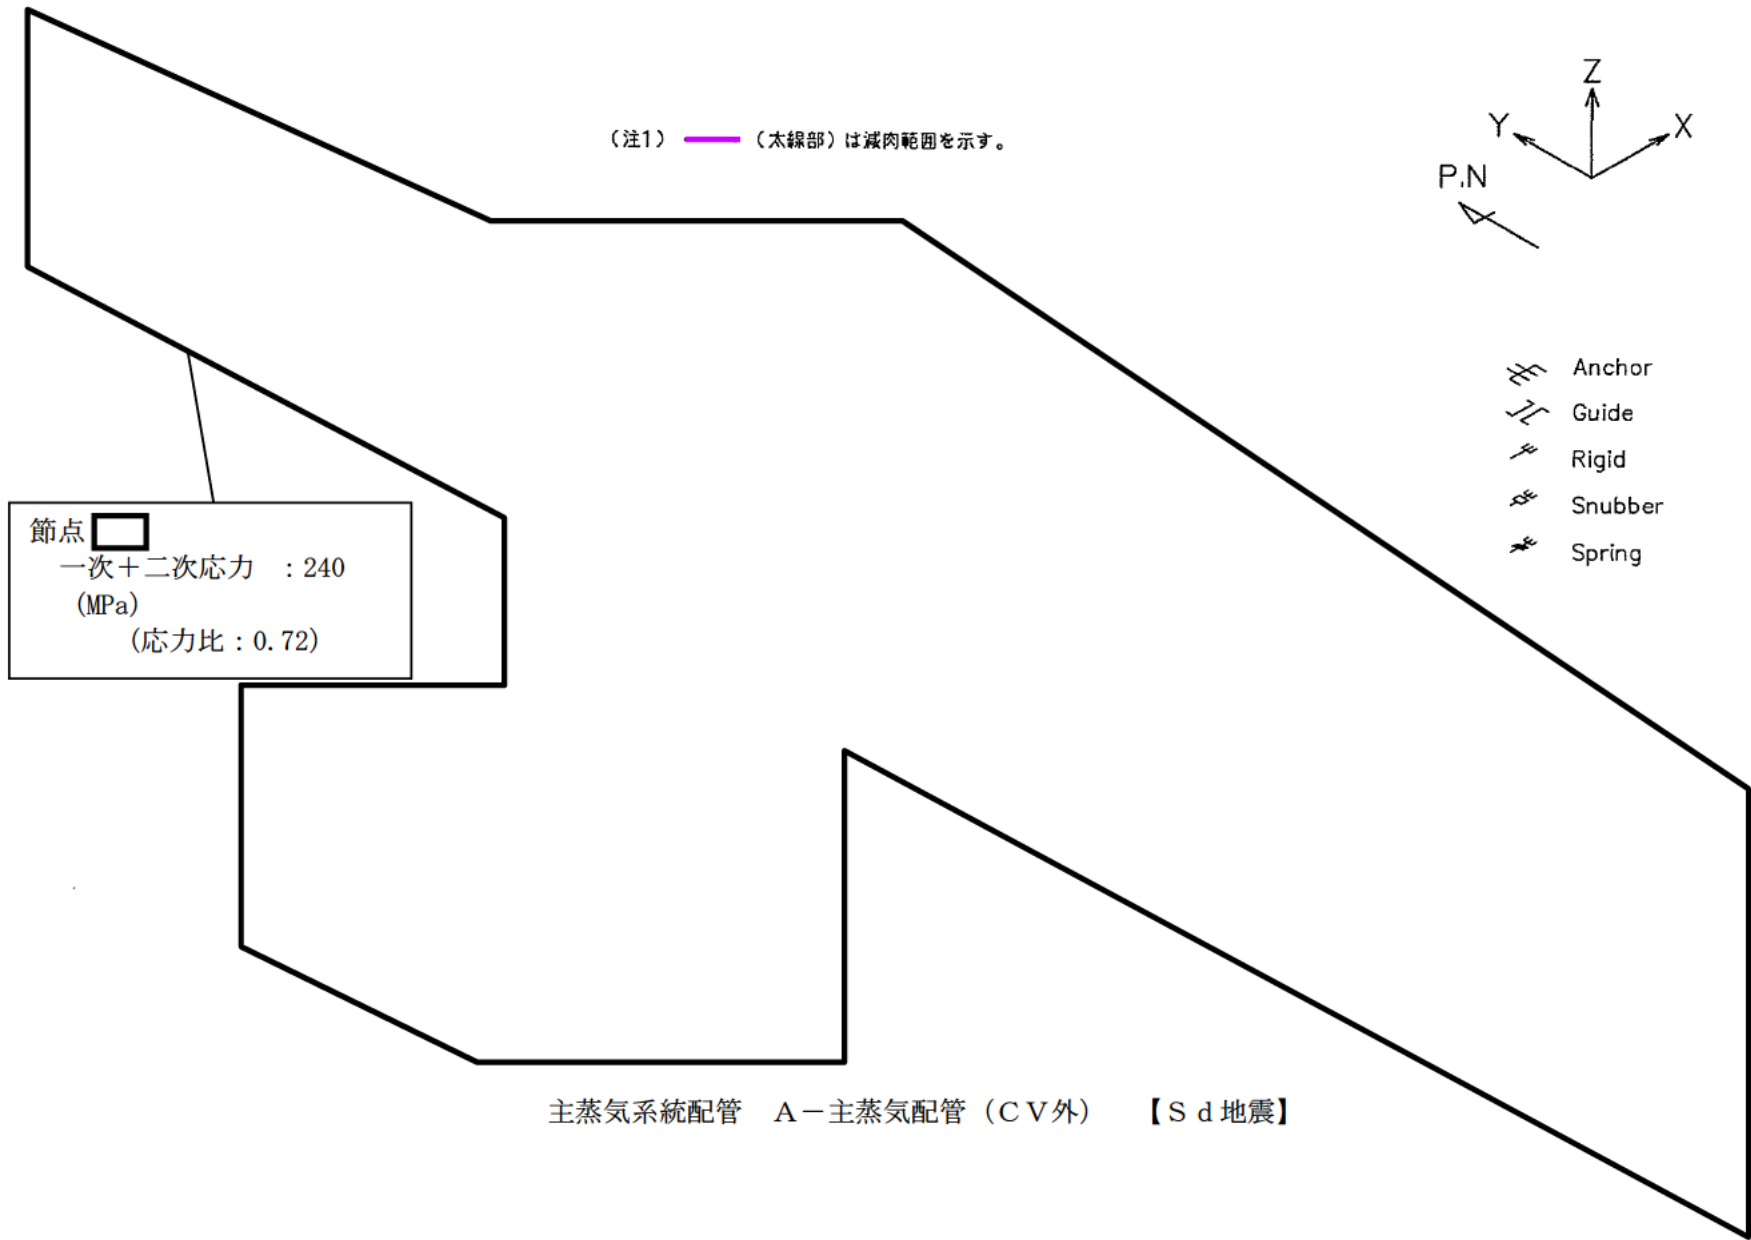 (注1) (太線部)は減肉範囲を示す。
Z
Y
X
P.N
Anchor
Guide
Rigid
Snubber
Spring
節点
一次+二次応力 :240
(MPa)
(応力比:0.72)
主蒸気系統配管 A-主蒸気配管(CV外) 【Sd地震】